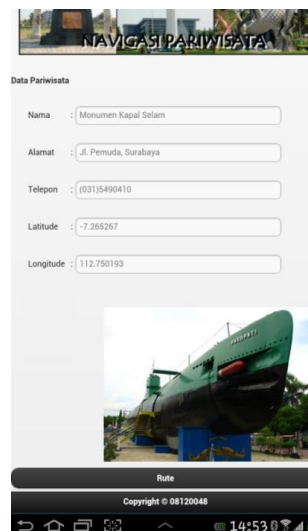 NAVIGASI PARIWISATA
Data Pariwisata
Nama : Monumen Kapal Selam
Alamat : Jl. Pemuda, Surabaya
Telepon : (031)5490410
Latitude : -7.265267
Longitude : 112.750193
PASOPATI
Rute
Copyright © 08120048
14:53